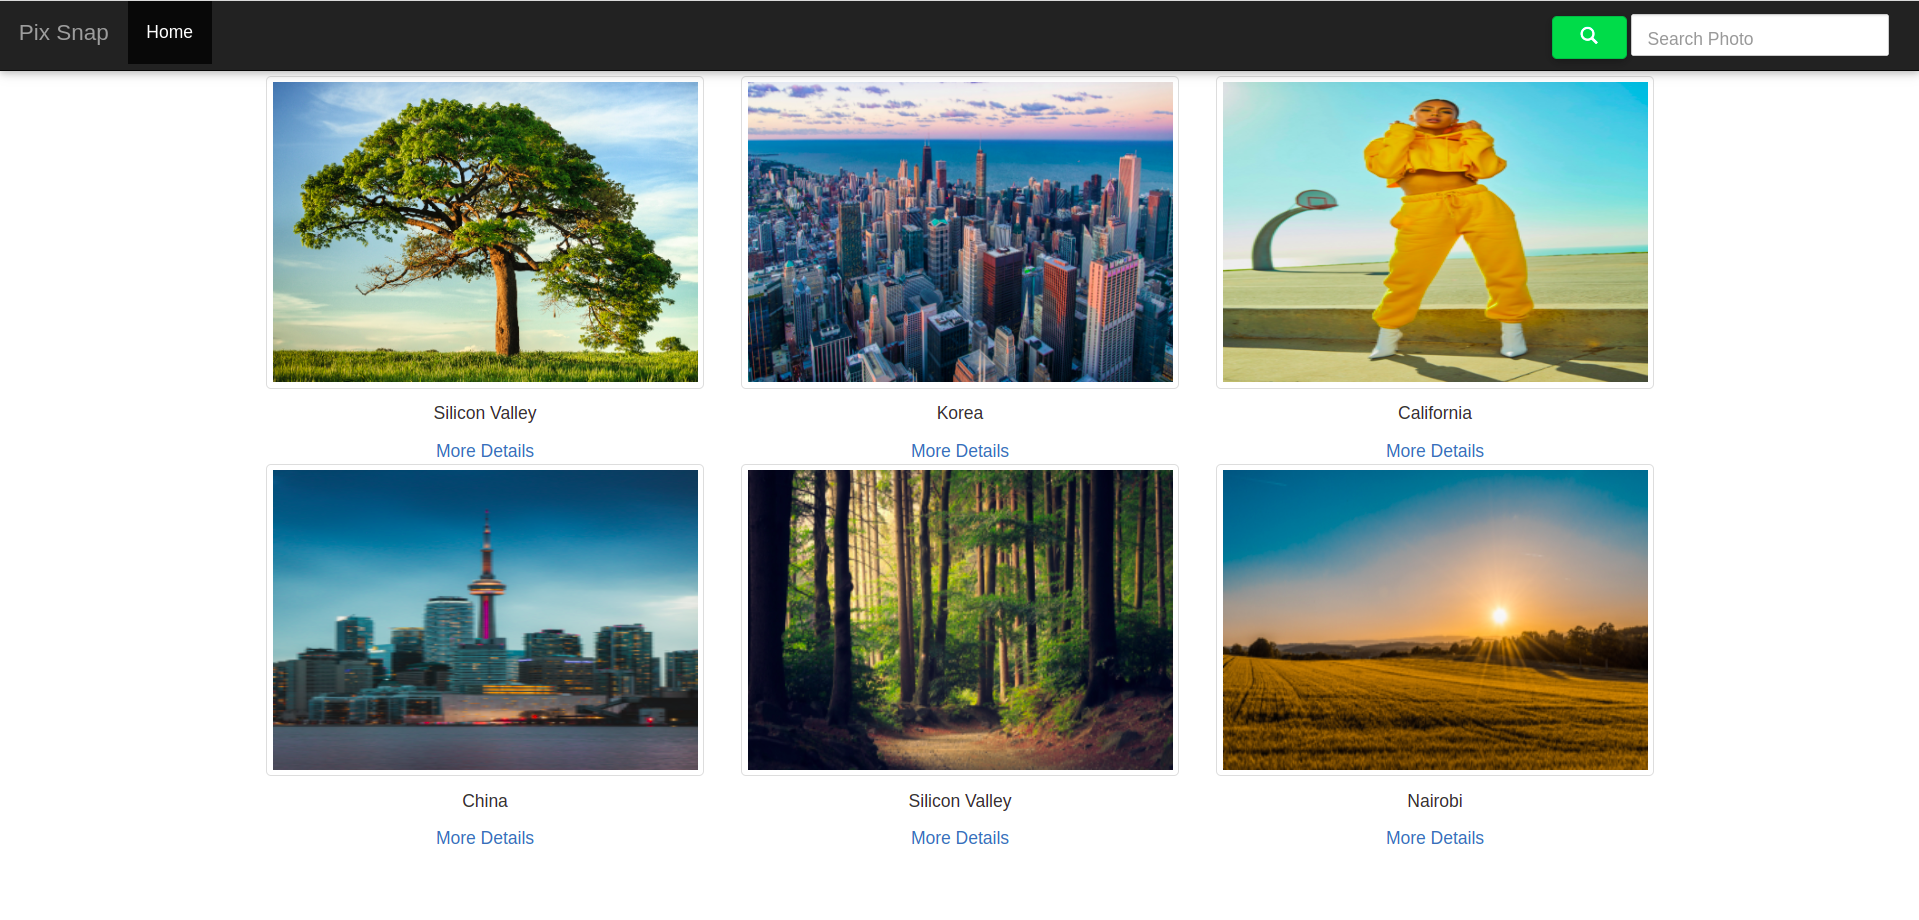 Pix Snap
Home
Search Photo
Silicon Valley
Korea
California
More Details
More Details
More Details
China
Silicon Valley
Nairobi
More Details
More Details
More Details